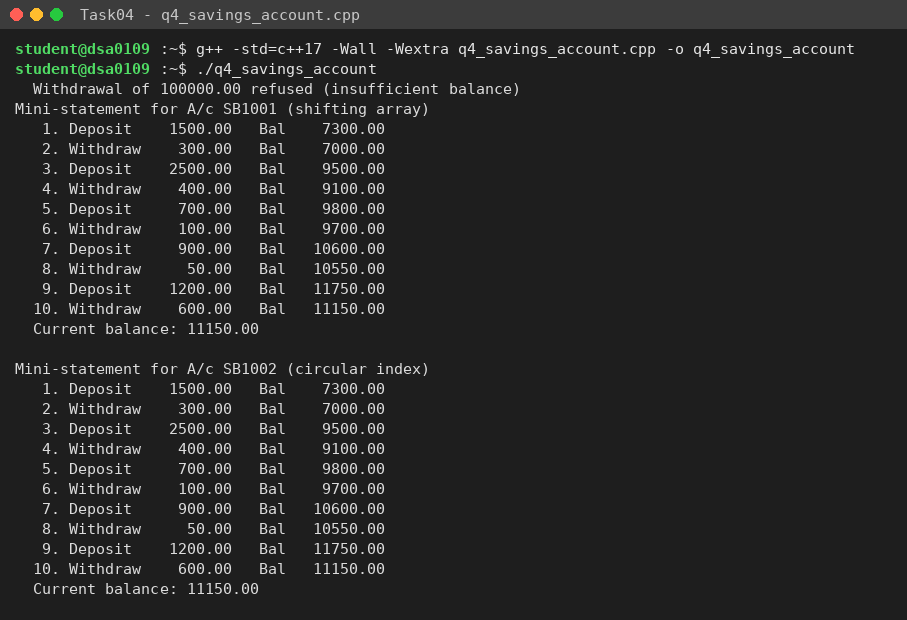 Task04 - q4_savings_account.cpp
student@dsa0109 :~$ g++ -std=c++17 -Wall -Wextra q4_savings_account.cpp -o q4_savings_account
student@dsa0109 :~$ ./q4_savings_account
  Withdrawal of 100000.00 refused (insufficient balance)
Mini-statement for A/c SB1001 (shifting array)
   1. Deposit    1500.00   Bal    7300.00
   2. Withdraw    300.00   Bal    7000.00
   3. Deposit    2500.00   Bal    9500.00
   4. Withdraw    400.00   Bal    9100.00
   5. Deposit     700.00   Bal    9800.00
   6. Withdraw    100.00   Bal    9700.00
   7. Deposit     900.00   Bal   10600.00
   8. Withdraw     50.00   Bal   10550.00
   9. Deposit    1200.00   Bal   11750.00
  10. Withdraw    600.00   Bal   11150.00
  Current balance: 11150.00

Mini-statement for A/c SB1002 (circular index)
   1. Deposit    1500.00   Bal    7300.00
   2. Withdraw    300.00   Bal    7000.00
   3. Deposit    2500.00   Bal    9500.00
   4. Withdraw    400.00   Bal    9100.00
   5. Deposit     700.00   Bal    9800.00
   6. Withdraw    100.00   Bal    9700.00
   7. Deposit     900.00   Bal   10600.00
   8. Withdraw     50.00   Bal   10550.00
   9. Deposit    1200.00   Bal   11750.00
  10. Withdraw    600.00   Bal   11150.00
  Current balance: 11150.00